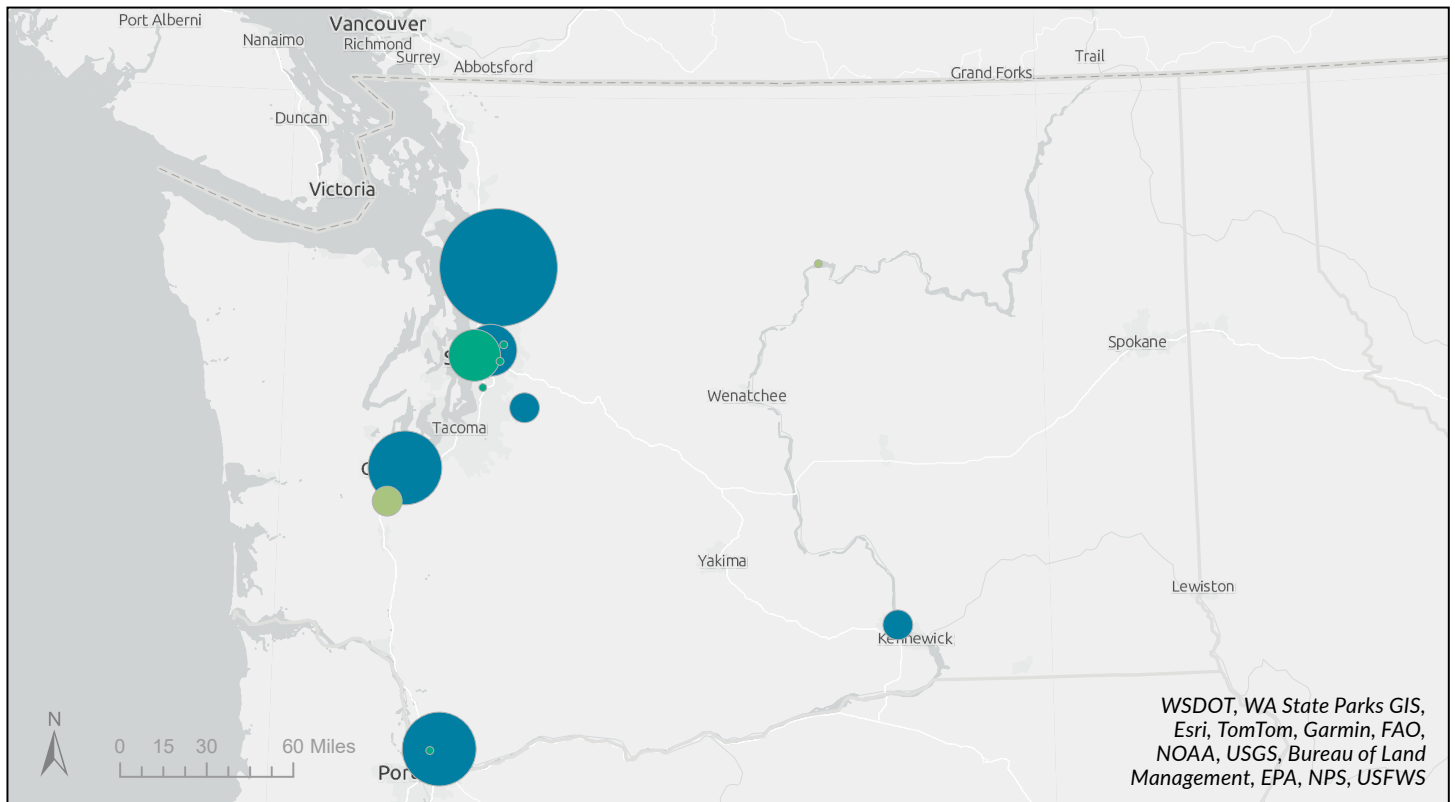 Port Alberni
Vancouver
Nanaimo
Richmond
Surrey
Abbotsford
Trail
Grand Forks
Duncan
Victoria
Spokane
Wenatchee
Tacoma
Yakima
Lewiston
Kennewick
N
0 15 30 60 Miles
WSDOT, WA State Parks GIS,
Esri, TomTom, Garmin, FAO,
NOAA, USGS, Bureau of Land
Management, EPA, NPS, USFWS